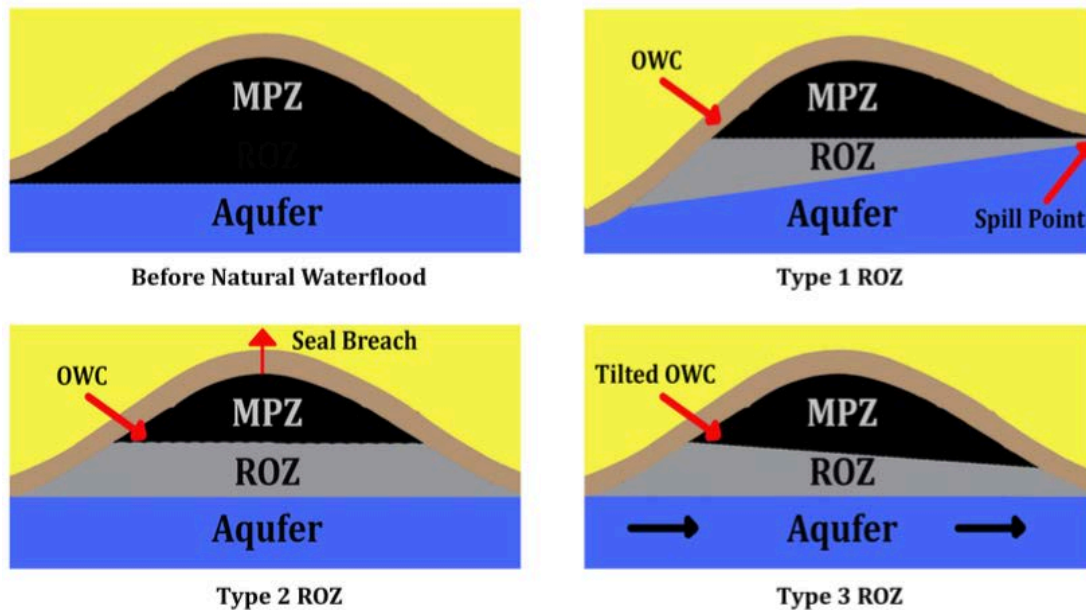 MPZ
ROZ
Aqufer
Before Natural Waterflood
OWC
MPZ
ROZ
Aqufer
Spill Point
Type 1 ROZ
Seal Breach
OWC
MPZ
ROZ
Aqufer
Type 2 ROZ
Tilted OWC
MPZ
ROZ
Aqufer
Type 3 ROZ